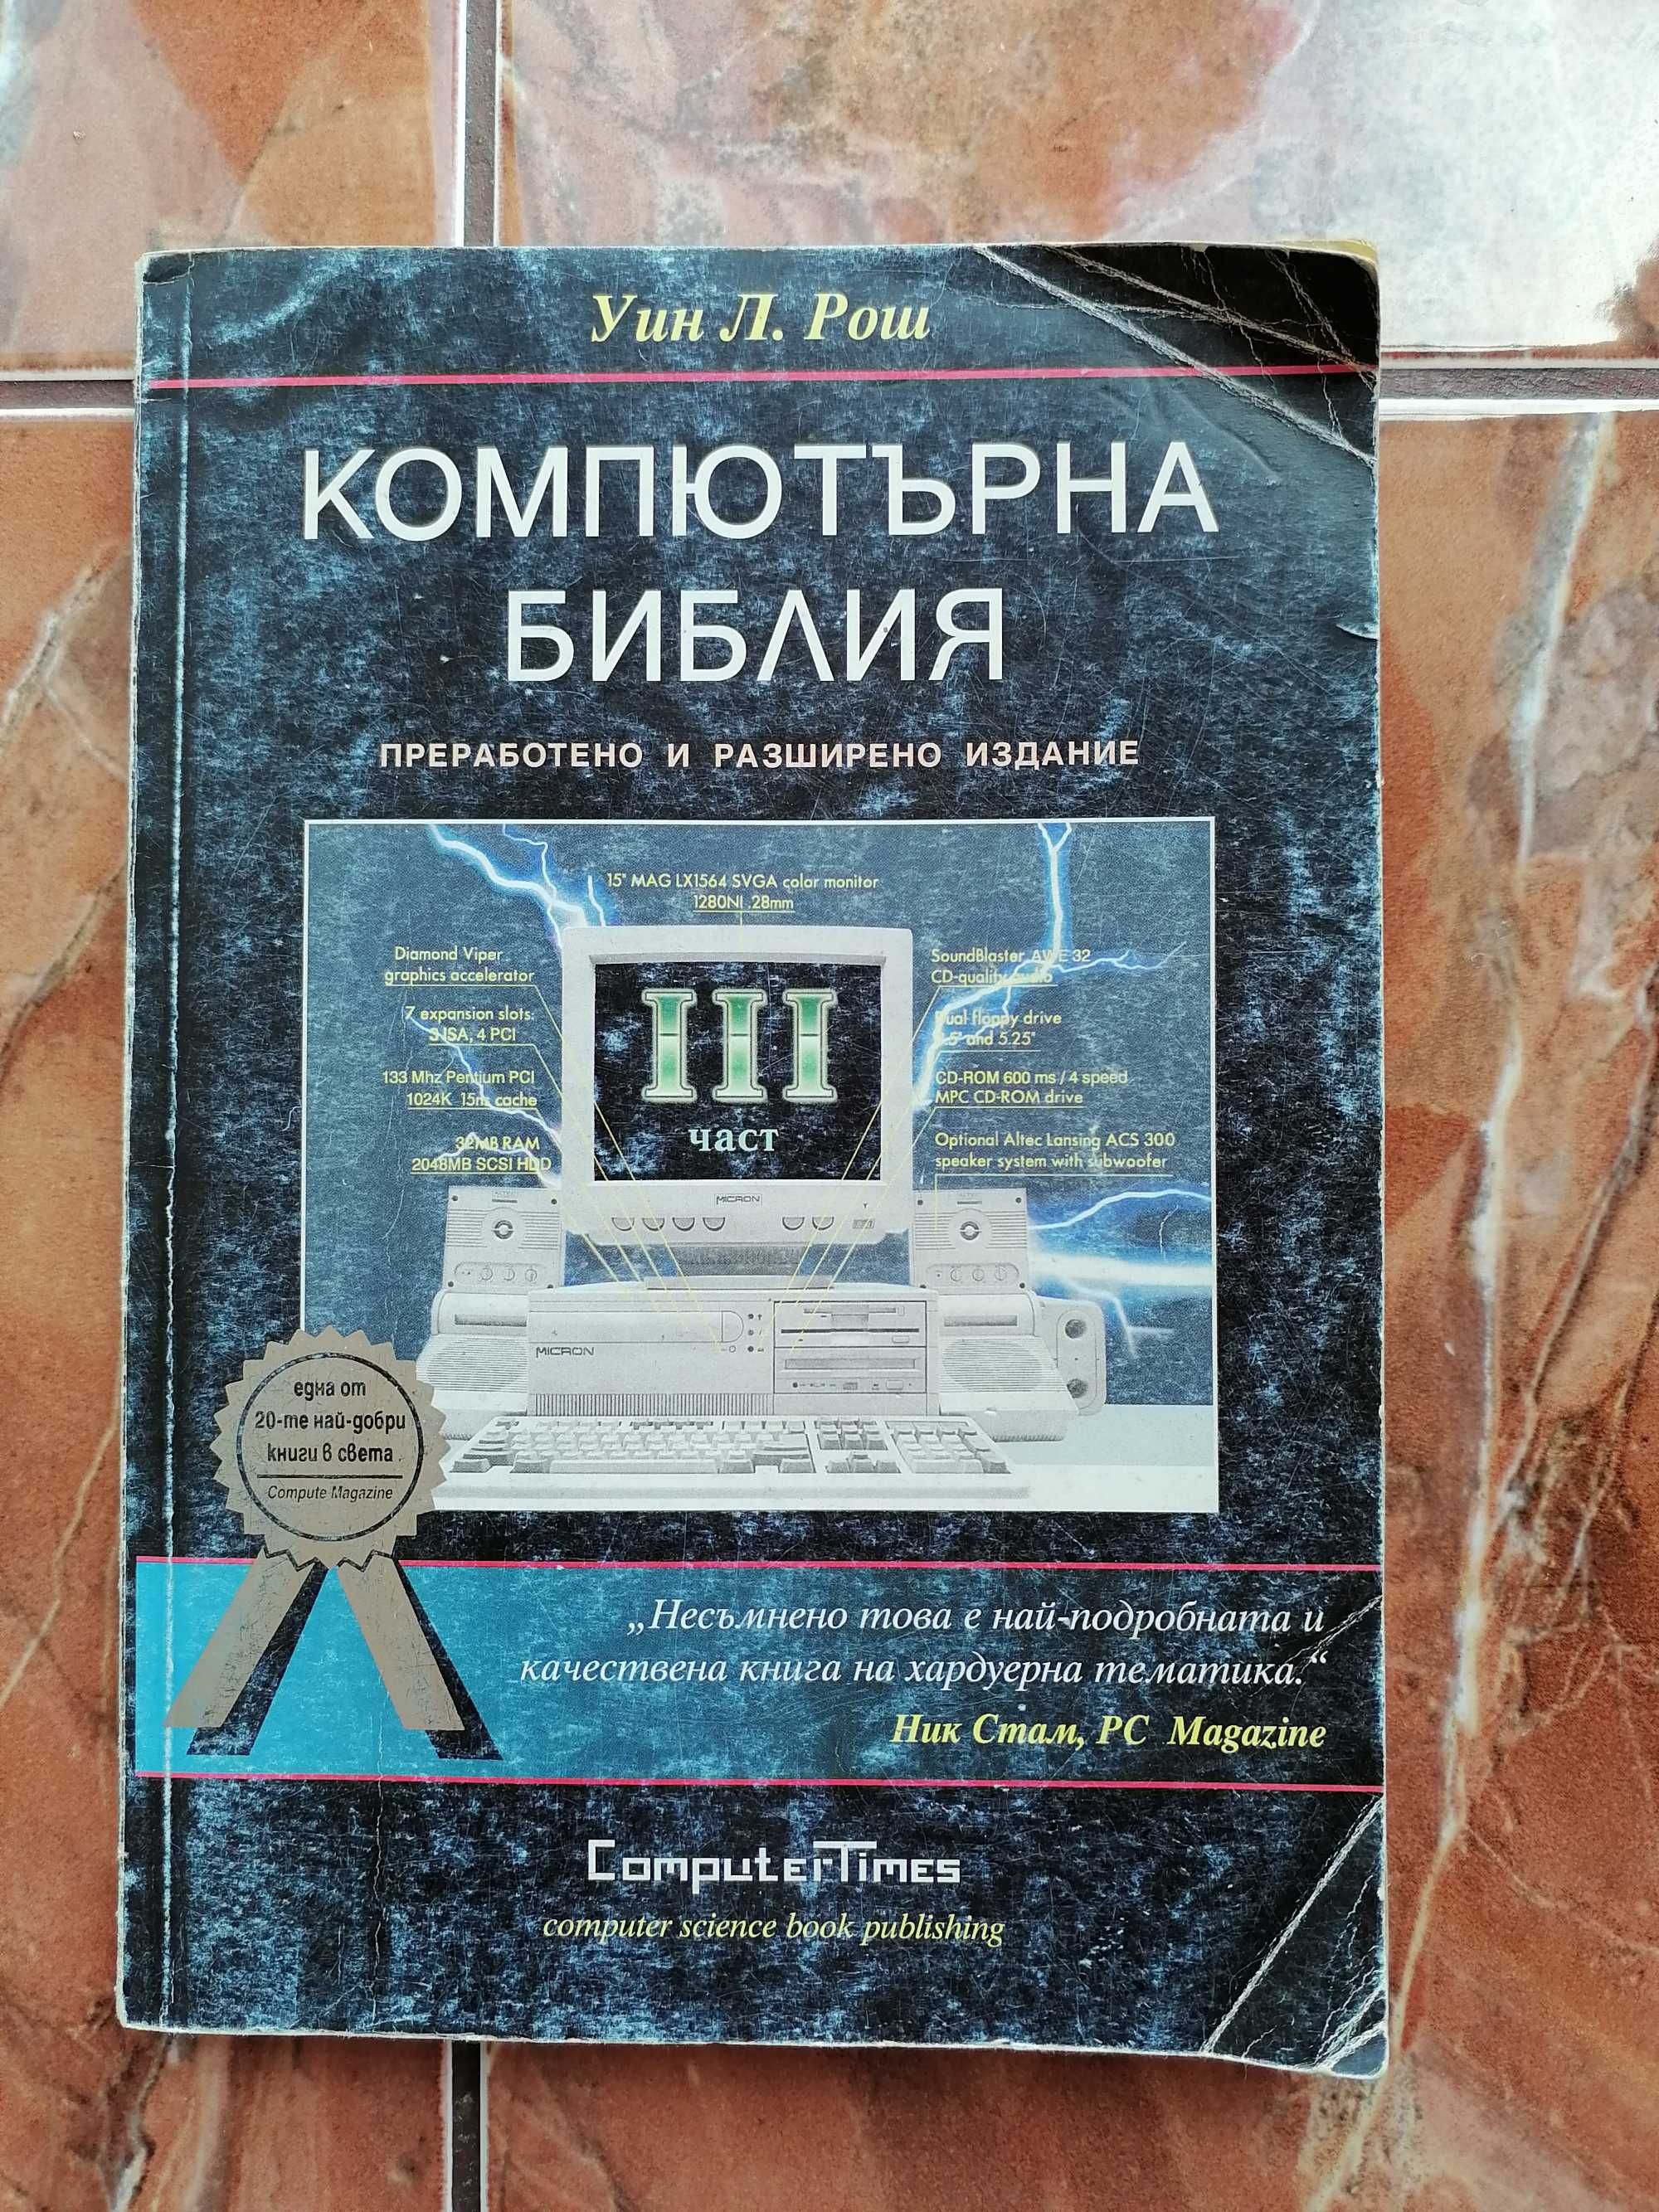 Уин Л. Рош
КОМПЮТЪРНА
БИБЛИЯ
ПРЕРАБОТЕНО И РАЗШИРЕНО ИЗДАНИЕ
15" MAG LX1564 SVGA color monitor
1280NI .28mm
Diamond Viper
graphics accelerator
7 expansion slots:
3 ISA, 4 PCI
133 Mhz Pentium PCI
1024K 15ns cache
32MB RAM
2048MB SCSI HDD
SoundBlaster AWE 32
CD-quality audio
Dual floppy drive
3.5" and 5.25"
CD-ROM 600 ms / 4 speed
MPC CD-ROM drive
Optional Altec Lansing ACS 300
speaker system with subwoofer
III
част
MICRON
MICRON
една от
20-те най-добри
книги в света
Compute Magazine
„Несъмнено това е най-подробната и
качествена книга на хардуерна тематика.“
Ник Стам, PC Magazine
ComputerTimes
computer science book publishing